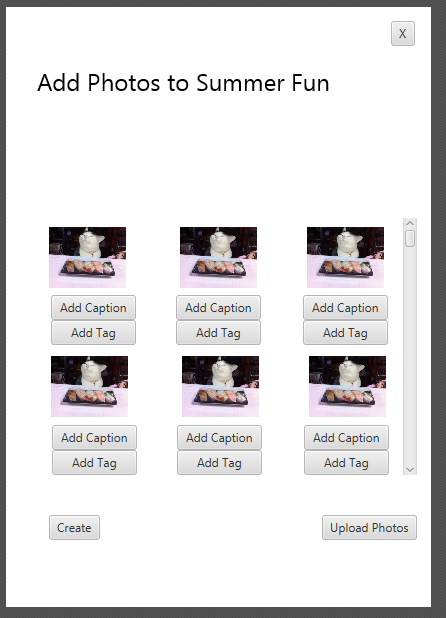 X
Add Photos to Summer Fun
Add Caption Add Caption Add Caption
Add Tag Add Tag Add Tag
Add Caption Add Caption Add Caption
Add Tag Add Tag Add Tag
Create Upload Photos